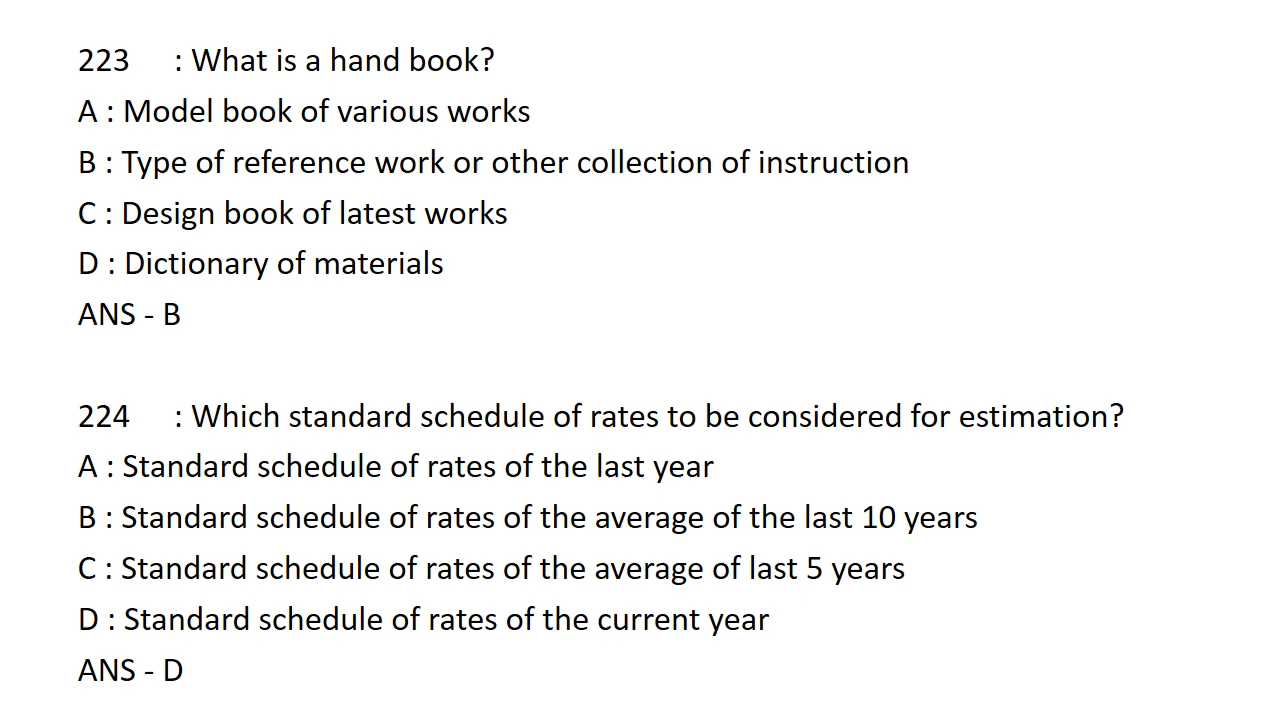 223 : What is a hand book?
A : Model book of various works
B : Type of reference work or other collection of instruction
C : Design book of latest works
D : Dictionary of materials
ANS - B
224 : Which standard schedule of rates to be considered for estimation?
A : Standard schedule of rates of the last year
B : Standard schedule of rates of the average of the last 10 years
C : Standard schedule of rates of the average of last 5 years
D : Standard schedule of rates of the current year
ANS - D